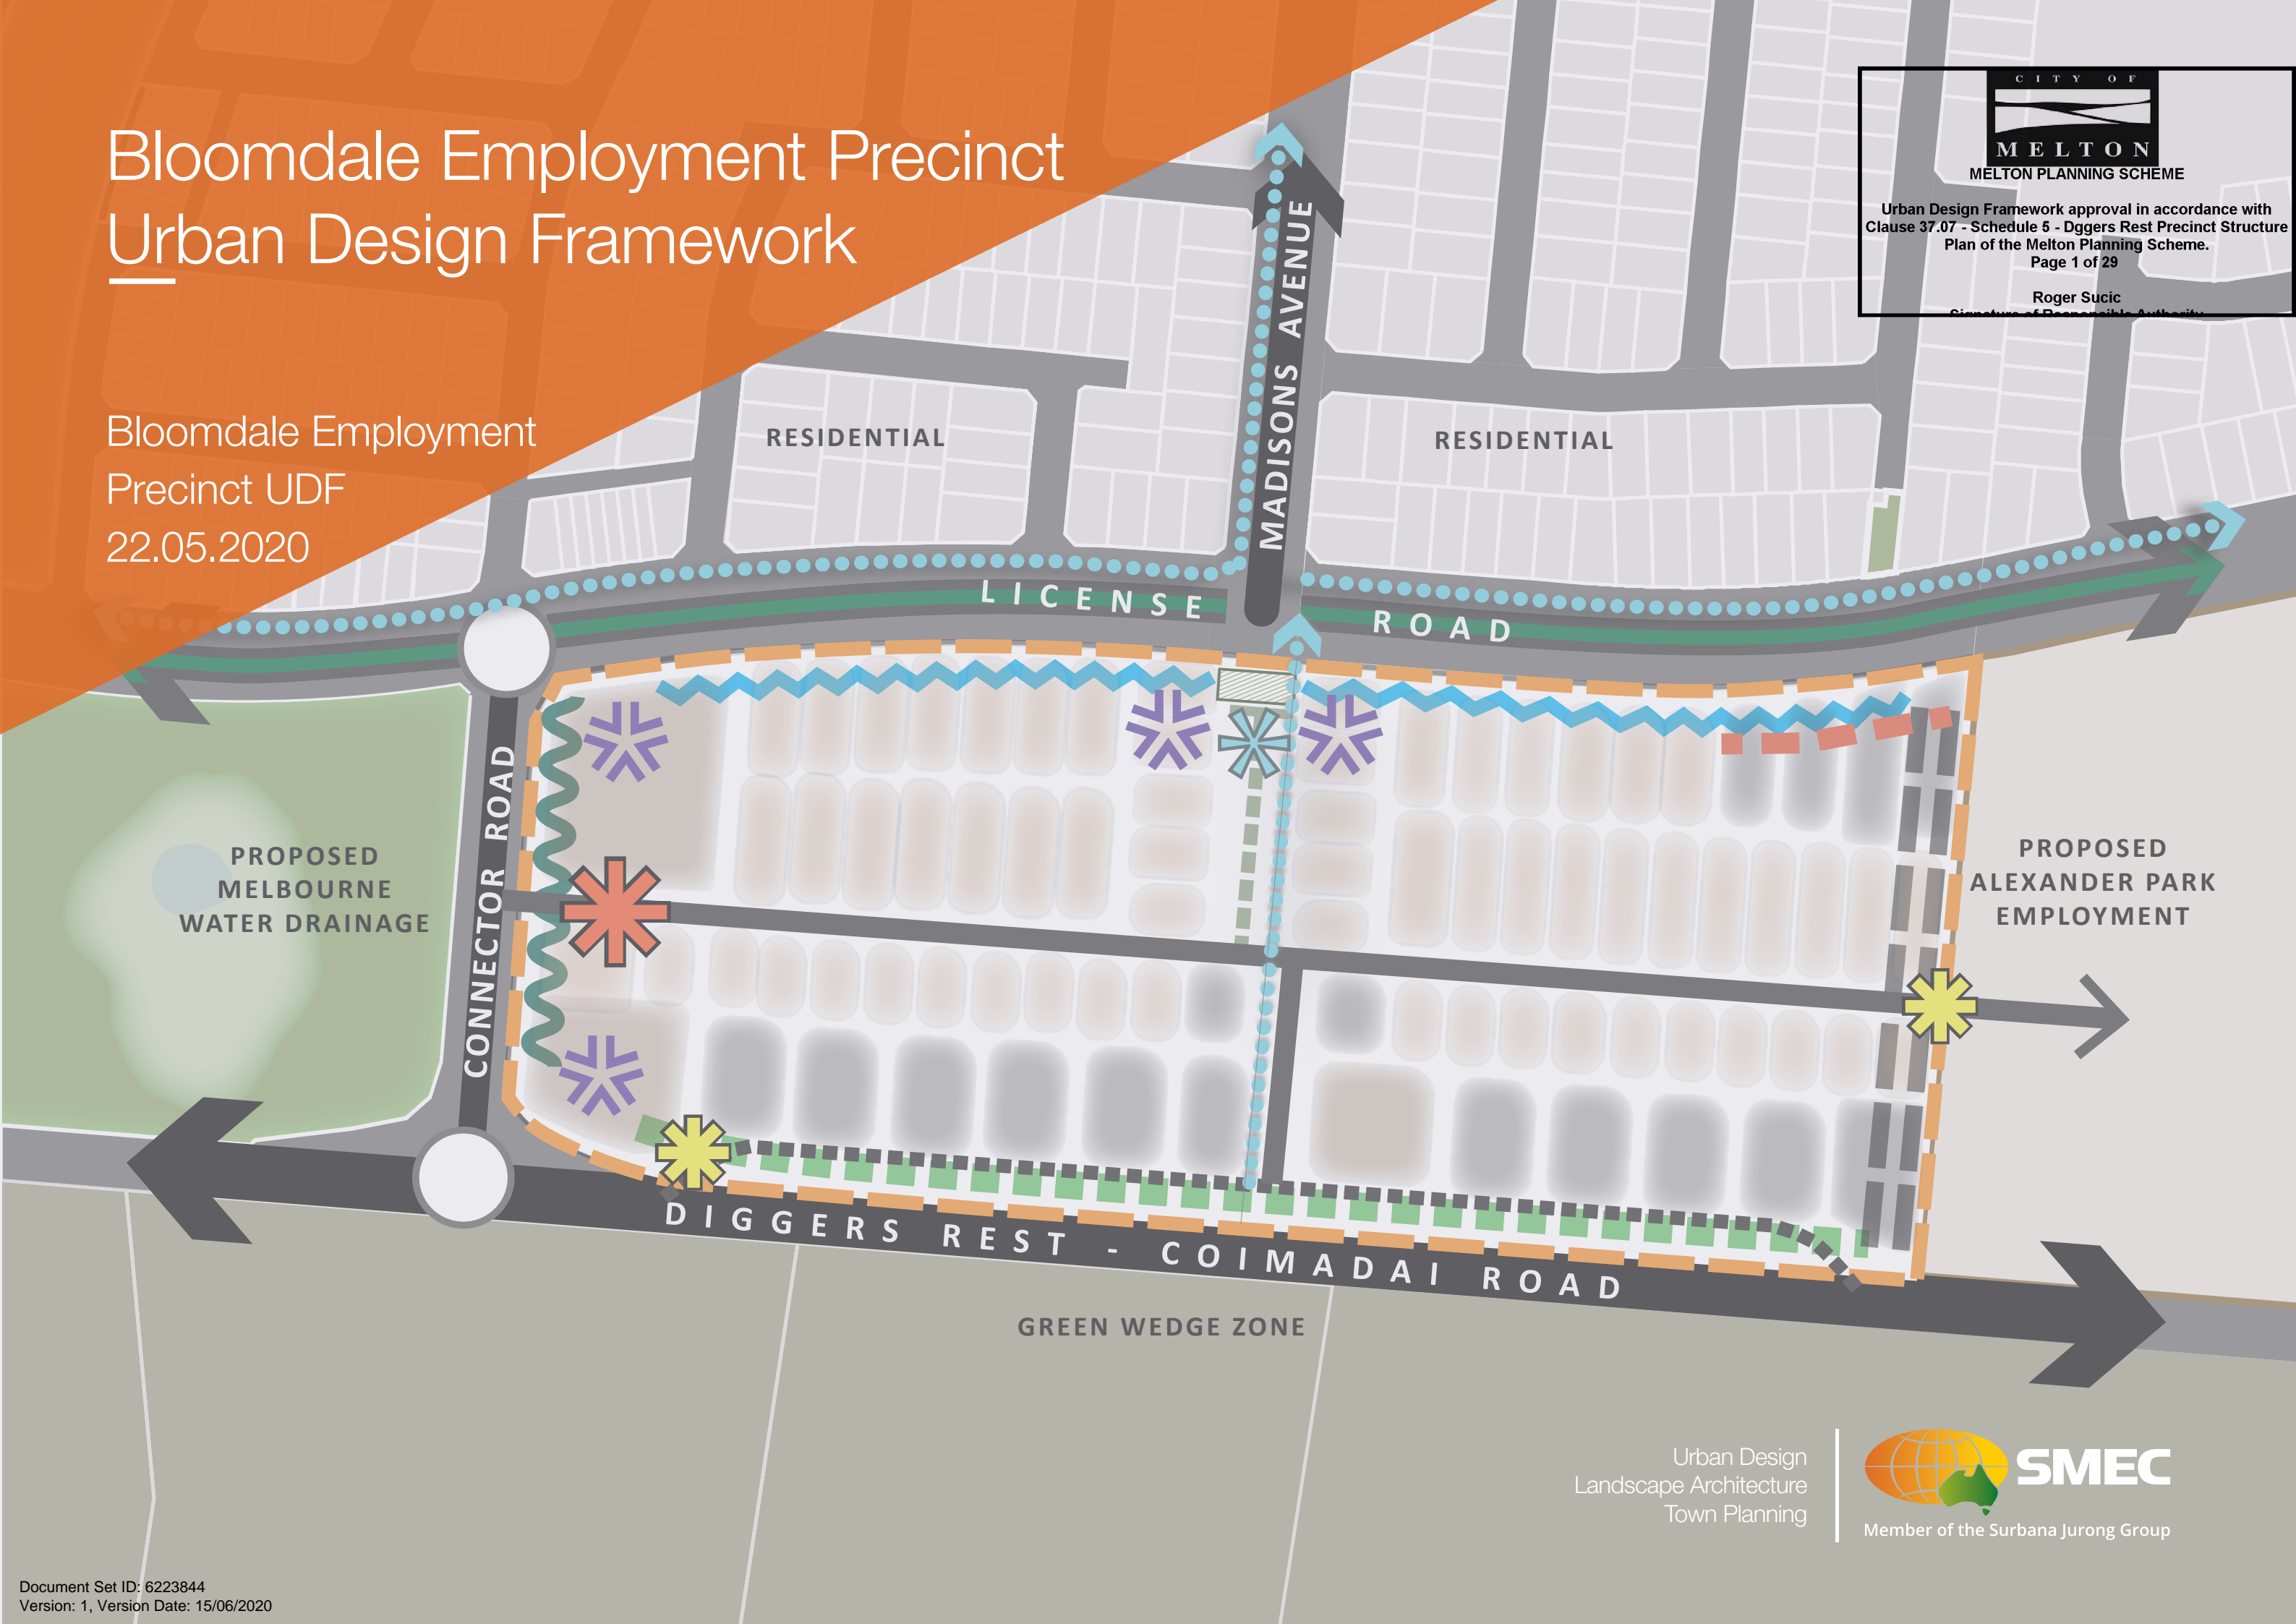 Bloomdale Employment Precinct
Urban Design Framework
Bloomdale Employment
Precinct UDF
22.05.2020
CITY OF
MELTON
MELTON PLANNING SCHEME
Urban Design Framework approval in accordance with
Clause 37.07 - Schedule 5 - Dggers Rest Precinct Structure
Plan of the Melton Planning Scheme.
Page 1 of 29
Roger Sucic
Signature of Responsible Authority
MADISONS AVENUE
RESIDENTIAL
RESIDENTIAL
LICENSE ROAD
CONNECTOR ROAD
PROPOSED
MELBOURNE
WATER DRAINAGE
PROPOSED
ALEXANDER PARK
EMPLOYMENT
DIGGERS REST - COIMADAI ROAD
GREEN WEDGE ZONE
Urban Design
Landscape Architecture
Town Planning
SMEC
Member of the Surbana Jurong Group
Document Set ID: 6223844
Version: 1, Version Date: 15/06/2020